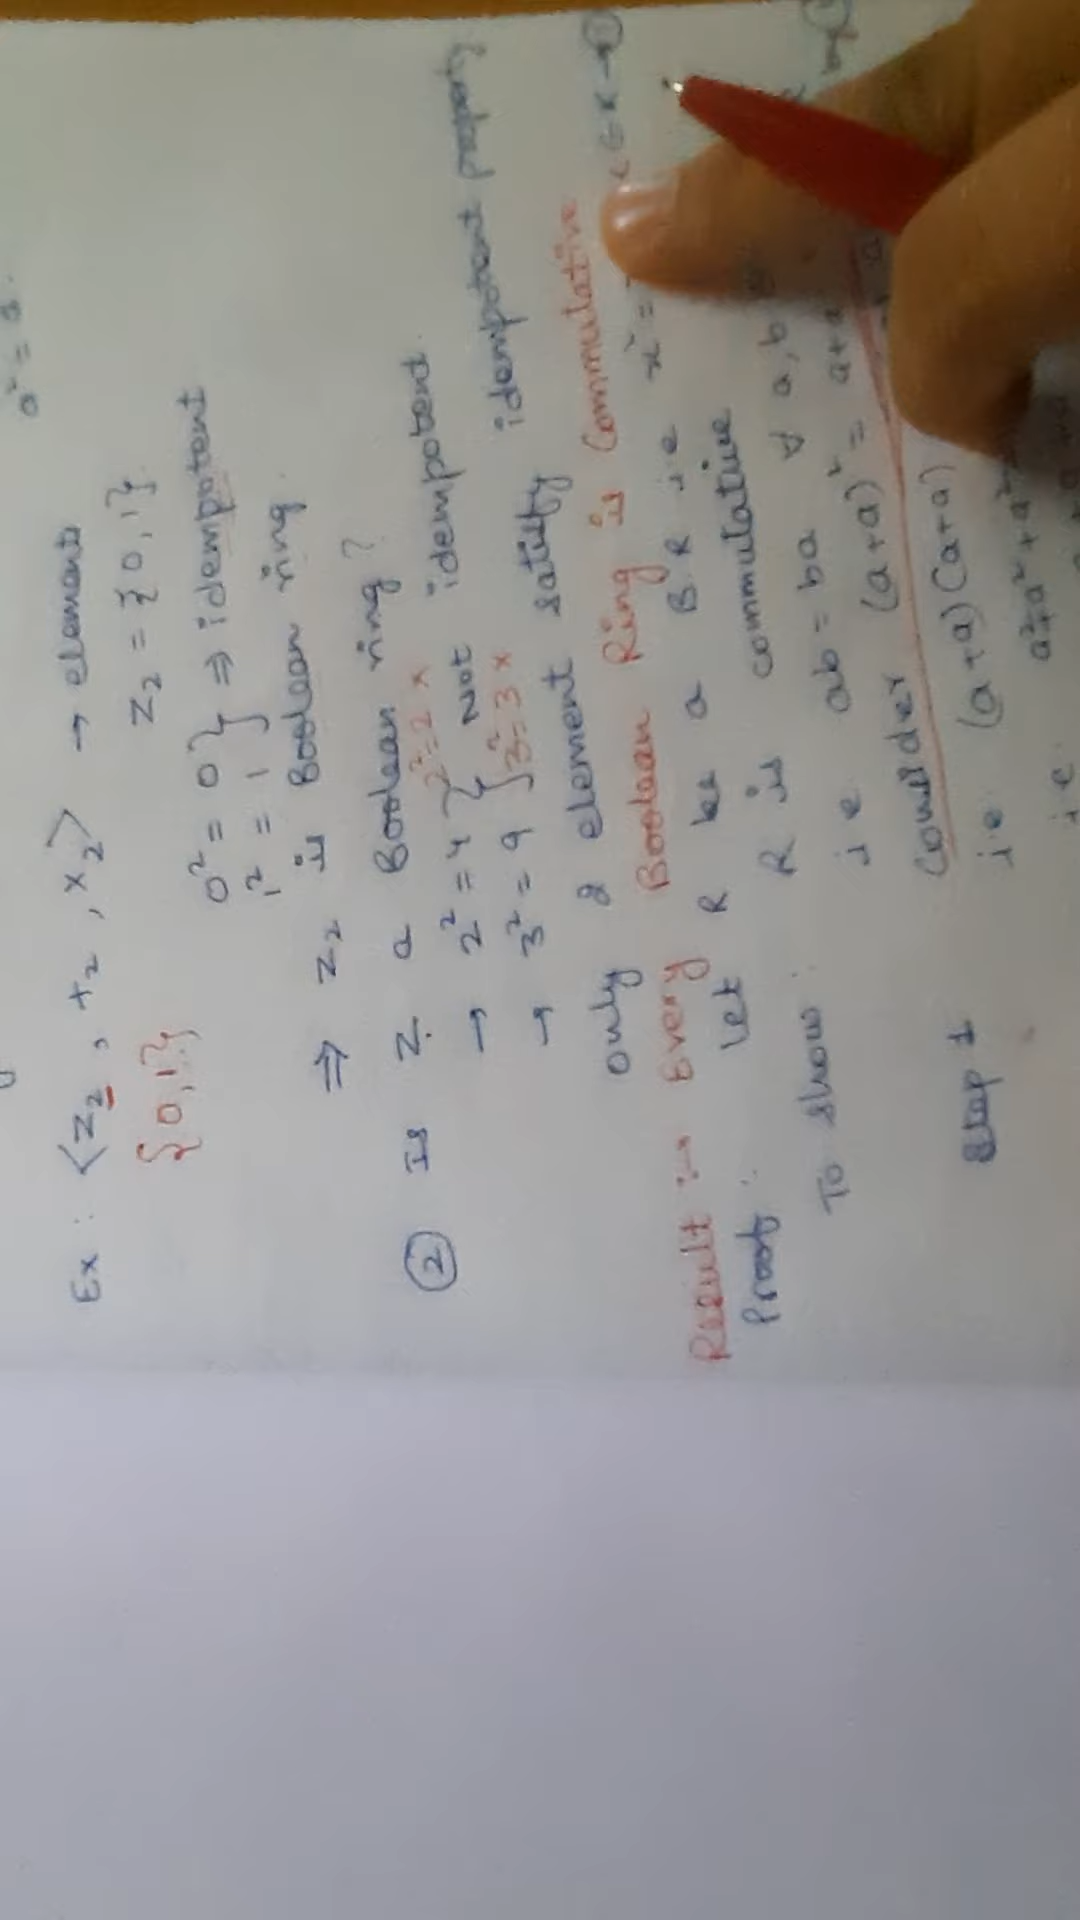 a² = a.
Ex : <Z₂, +₂, ×₂> → elements
{0,1} Z₂ = {0,1}
0² = 0 } ⇒ idempotent
1² = 1
⇒ Z₂ is Boolean ring.
② Is Z a Boolean ring?
→ 2² = 4 } 2²=2 × Not idempotent.
→ 3² = 9 } 3²=3 ×
only 2 element satisfy idempotent
Result :- Every Boolean Ring is Commutative
Proof : Let R be a B.R i.e x² = x → ①
To show : R is commutative
i.e ab = ba ∀ a, b
Step 1 Consider (a+a)² = a+a
i.e (a+a)(a+a)
i.e. a²+a²+a²